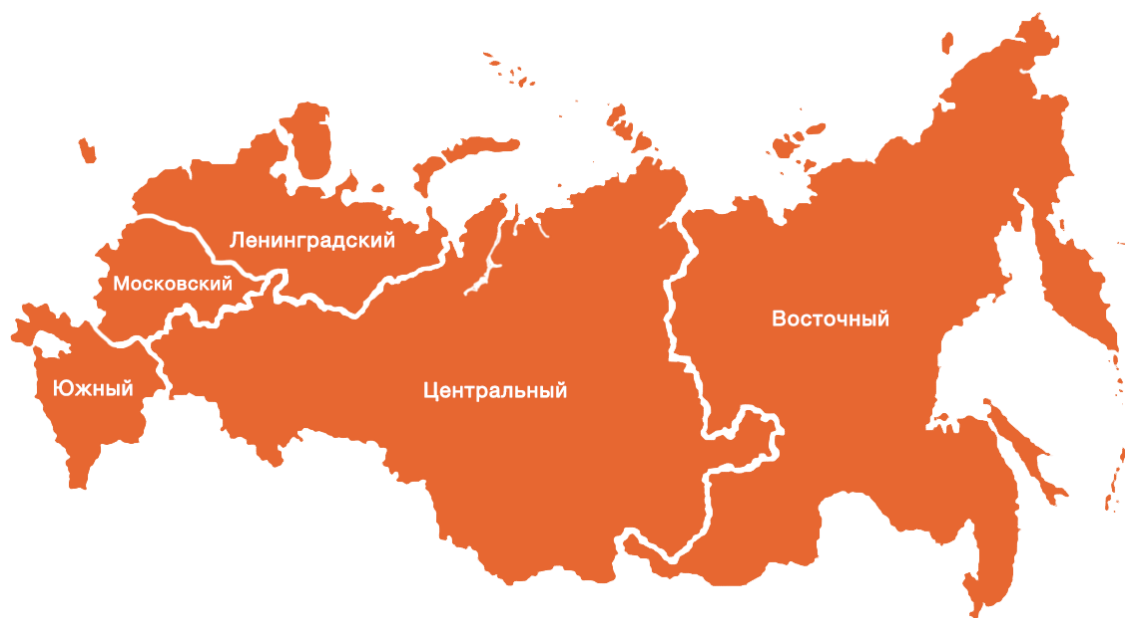 Ленинградский
Московский
Восточный
Южный
Центральный